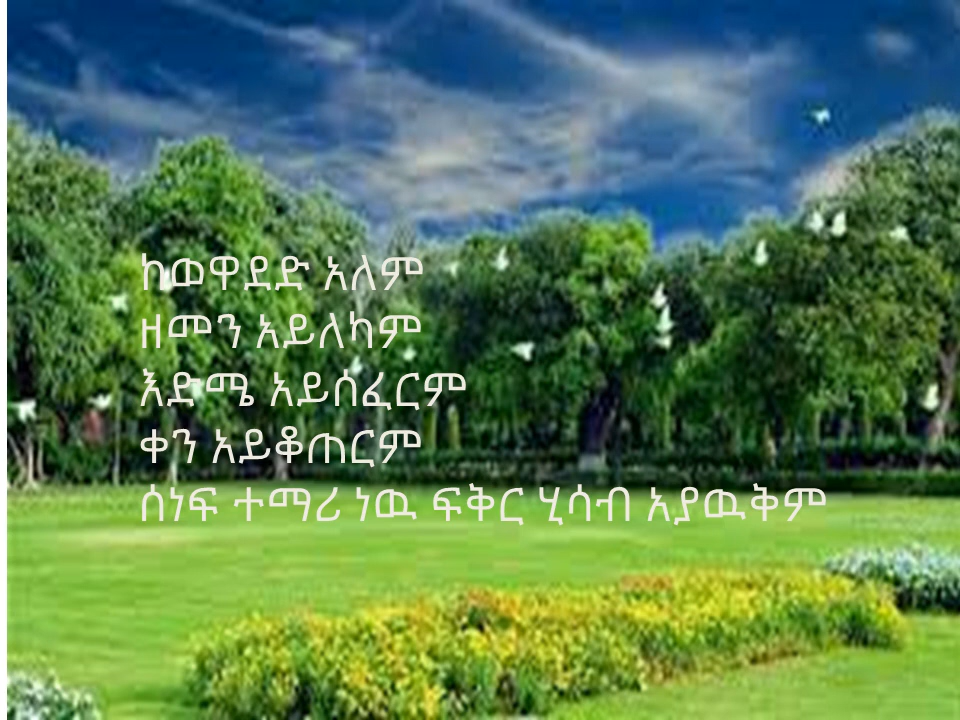 ከወዋደድ አለም
ዘመን አይለካም
እድሜ አይሰፈርም
ቀን አይቆጠርም
ሰነፍ ተማሪ ነዉ ፍቅር ሂሳብ አያዉቅም